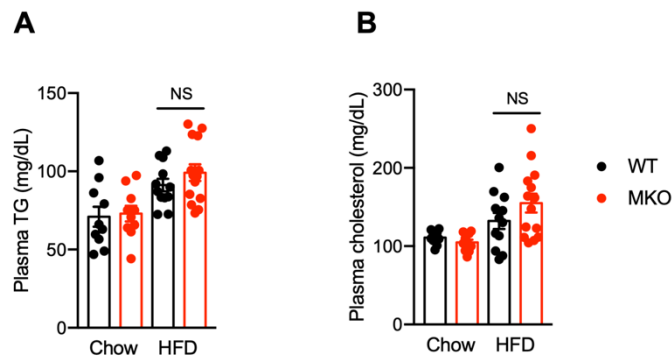 A
Plasma TG (mg/dL)
150
100
50
0
NS
Chow
HFD
B
Plasma cholesterol (mg/dL)
300
200
100
0
NS
Chow
HFD
WT
MKO